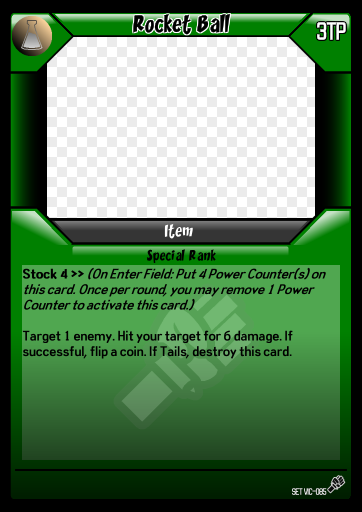 Rocket Ball
3TP
Item
Special Rank
Stock 4 >> (On Enter Field: Put 4 Power Counter(s) on
this card. Once per round, you may remove 1 Power
Counter to activate this card.)
Target 1 enemy. Hit your target for 6 damage. If
successful, flip a coin. If Tails, destroy this card.
SET VIC-085